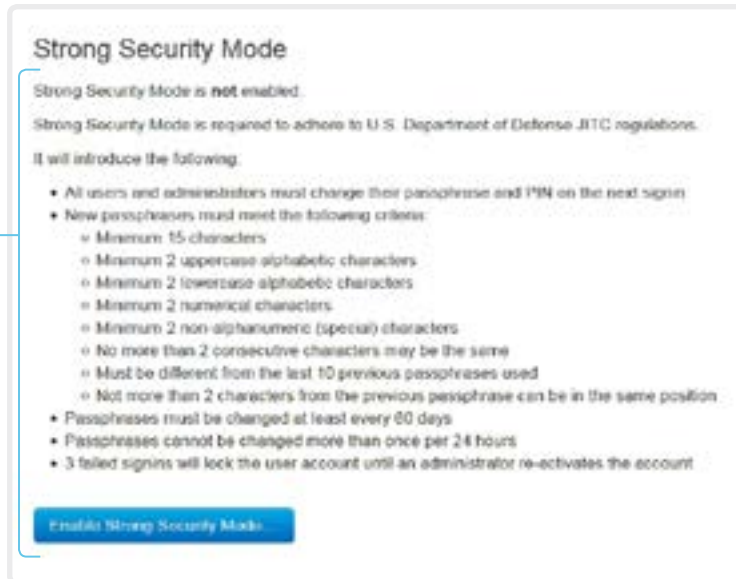 Strong Security Mode
Strong Security Mode is not enabled.
Strong Security Mode is required to adhere to U.S. Department of Defense JITC regulations.
It will introduce the following:
• All users and administrators must change their passphrase and PIN on the next signin
• New passphrases must meet the following criteria:
○ Minimum 15 characters
○ Minimum 2 uppercase alphabetic characters
○ Minimum 2 lowercase alphabetic characters
○ Minimum 2 numerical characters
○ Minimum 2 non-alphanumeric (special) characters
○ No more than 2 consecutive characters may be the same
○ Must be different from the last 10 previous passphrases used
○ Not more than 2 characters from the previous passphrase can be in the same position
• Passphrases must be changed at least every 60 days
• Passphrases cannot be changed more than once per 24 hours
• 3 failed signins will lock the user account until an administrator re-activates the account
Enable Strong Security Mode...